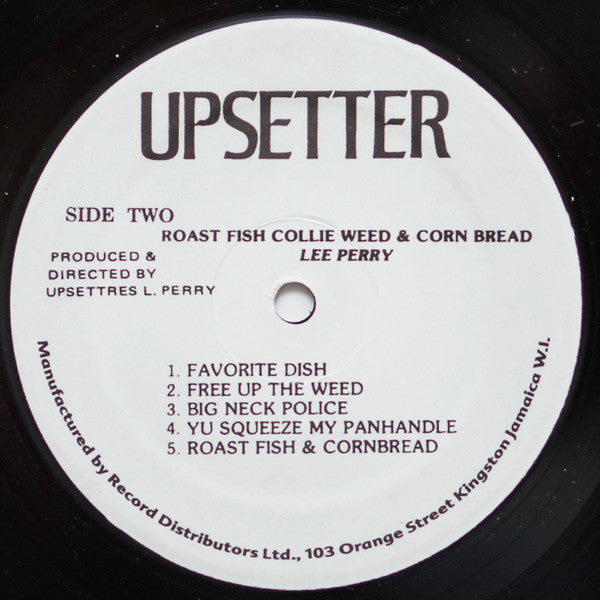 UPSETTER
SIDE TWO
ROAST FISH COLLIE WEED & CORN BREAD
LEE PERRY
PRODUCED &
DIRECTED BY
UPSETTRES L. PERRY
1. FAVORITE DISH
2. FREE UP THE WEED
3. BIG NECK POLICE
4. YU SQUEEZE MY PANHANDLE
5. ROAST FISH & CORNBREAD
Manufactured by Record Distributors Ltd., 103 Orange Street Kingston Jamaica W.I.